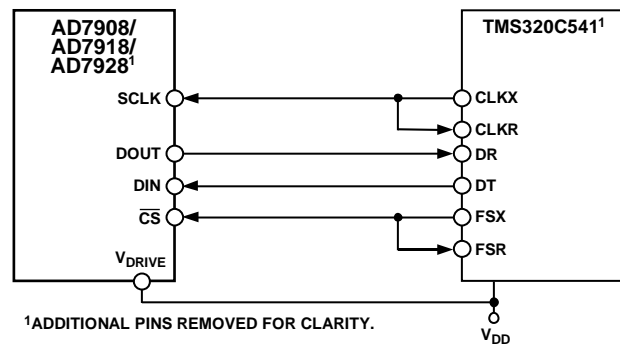 AD7908/
AD7918/
AD7928¹
SCLK
DOUT
DIN
C̅S̅
VDRIVE
TMS320C541¹
CLKX
CLKR
DR
DT
FSX
FSR
VDD
¹ADDITIONAL PINS REMOVED FOR CLARITY.